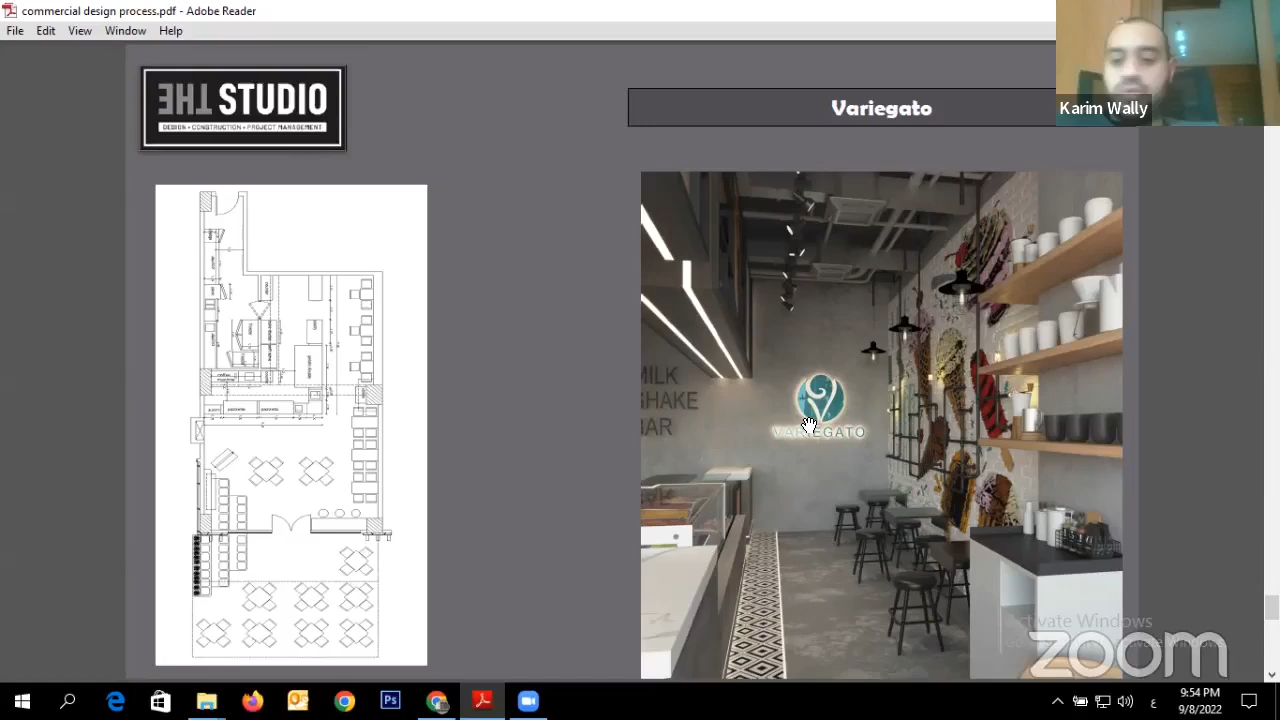 commercial design process.pdf - Adobe Reader
File Edit View Window Help
THE STUDIO
DESIGN • CONSTRUCTION • PROJECT MANAGEMENT
Variegato
Karim Wally
MILK
SHAKE
BAR
VARIEGATO
Activate Windows
zoom
9:54 PM
ع
9/8/2022